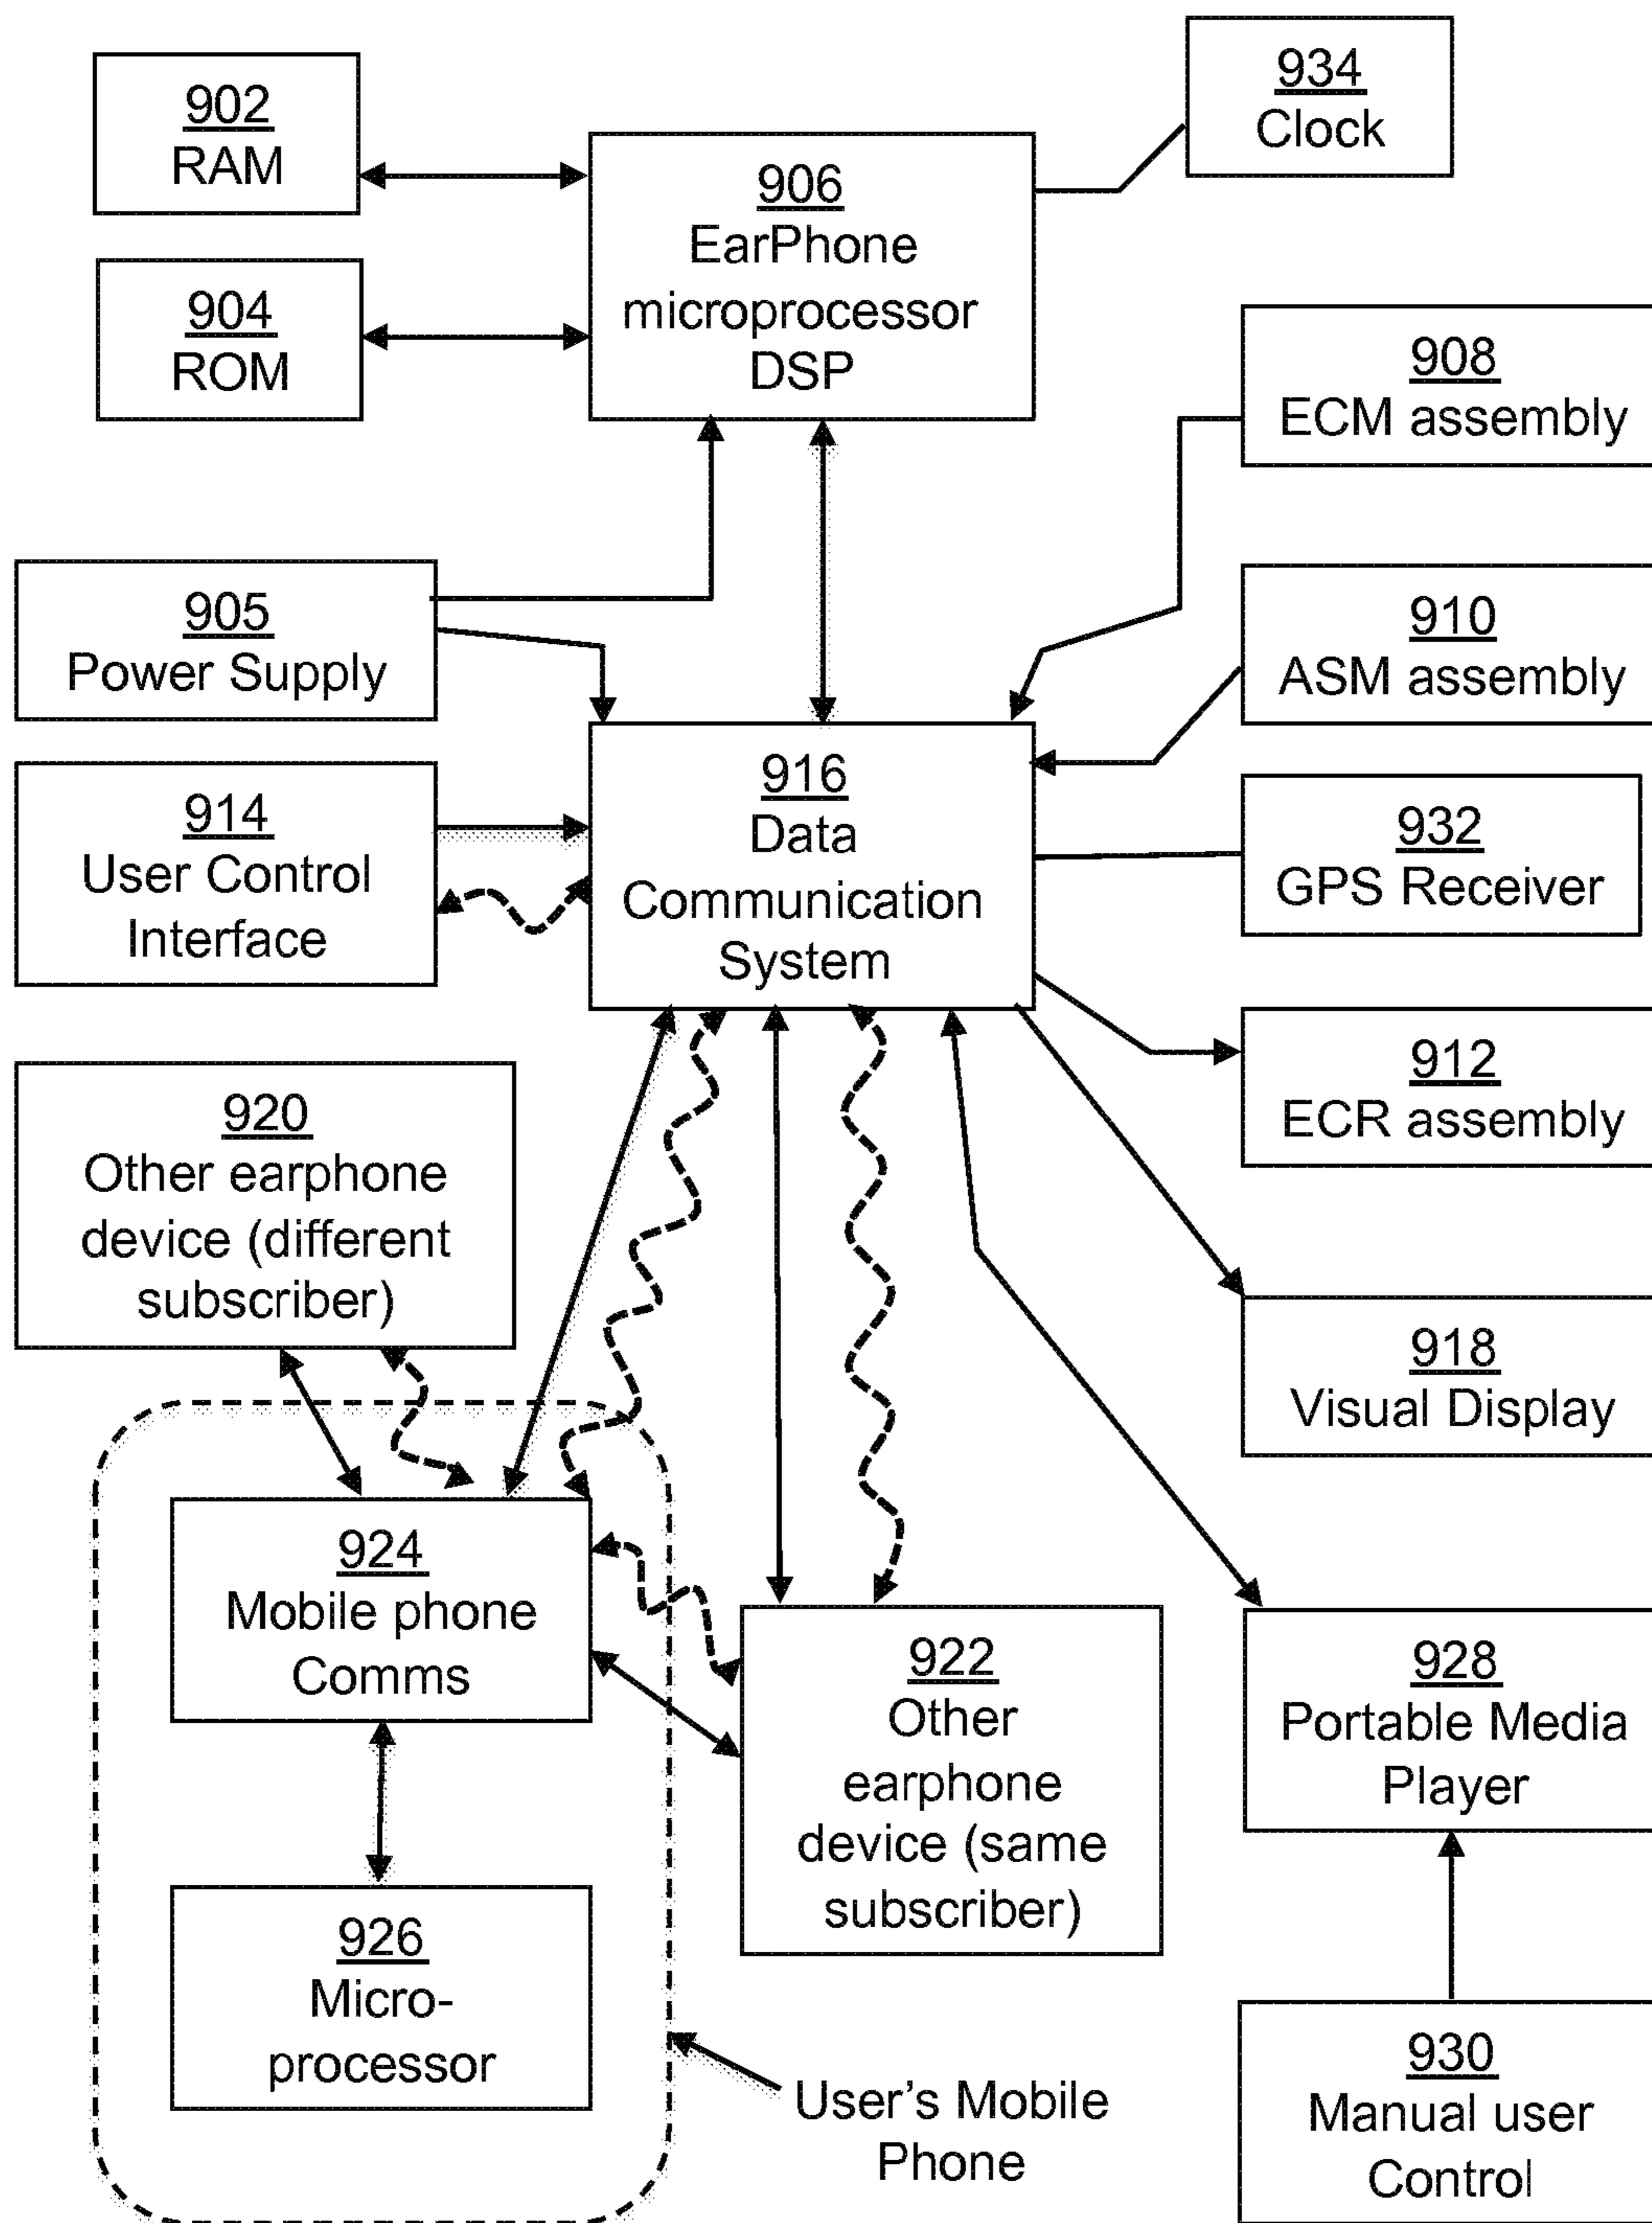 902
RAM
934
Clock
906
EarPhone
microprocessor
DSP
904
ROM
908
ECM assembly
905
Power Supply
910
ASM assembly
916
Data
Communication
System
914
User Control
Interface
932
GPS Receiver
912
ECR assembly
920
Other earphone
device (different
subscriber)
918
Visual Display
924
Mobile phone
Comms
922
Other
earphone
device (same
subscriber)
928
Portable Media
Player
926
Micro-
processor
930
Manual user
Control
User's Mobile
Phone